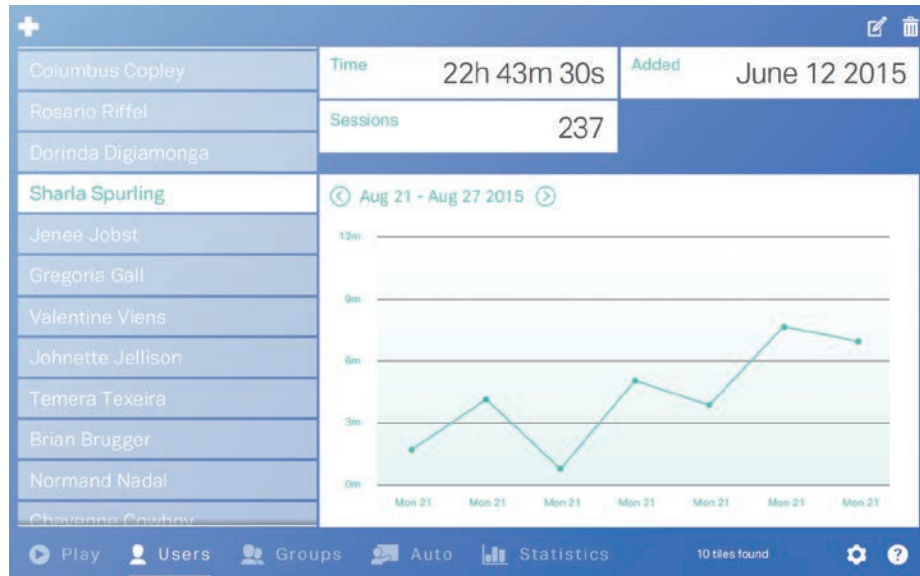 Columbus Copley
Rosario Riffel
Dorinda Digiamonga
Sharla Spurling
Jenee Jobst
Gregoria Gall
Valentine Viens
Johnette Jellison
Temera Texeira
Brian Brugger
Normand Nadal
Cheyenne Cowboy
Time 22h 43m 30s
Added June 12 2015
Sessions 237
Aug 21 - Aug 27 2015
12m
9m
6m
3m
0m
Mon 21 Mon 21 Mon 21 Mon 21 Mon 21 Mon 21 Mon 21
Play Users Groups Auto Statistics 10 tiles found ?